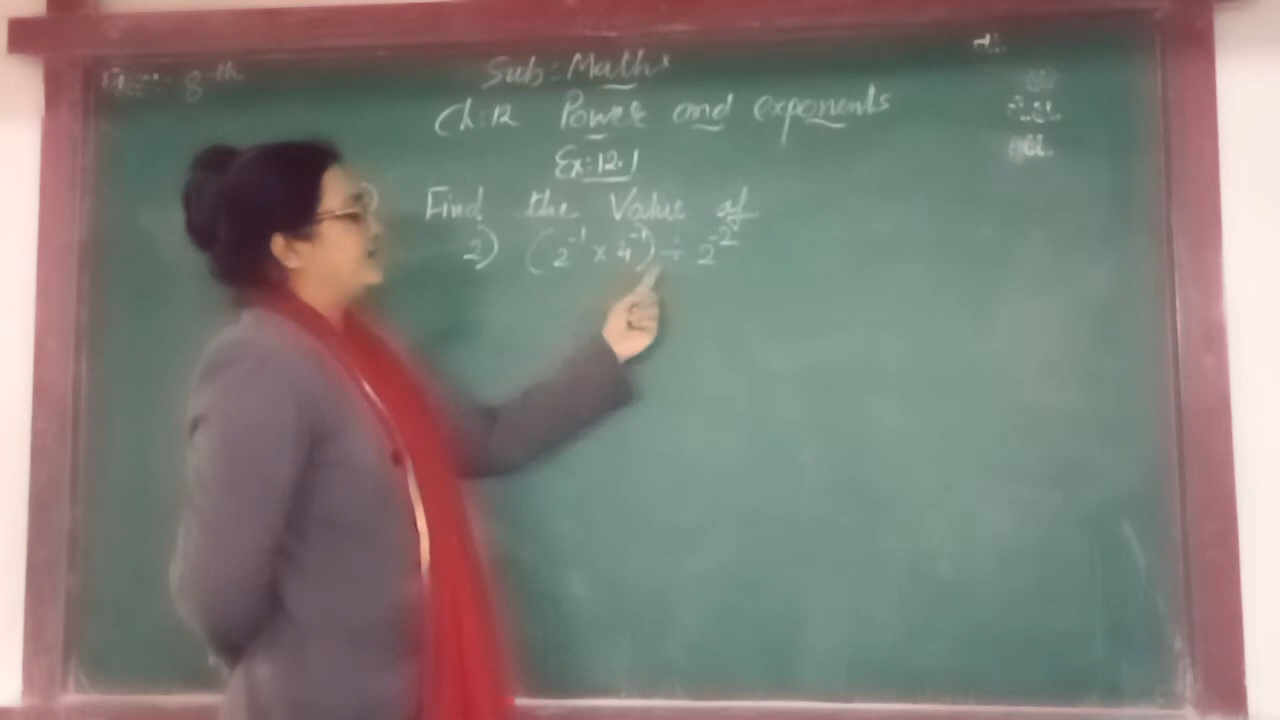 8th
Sub: Maths
Ch:12 Power and exponents
Ex:12.1
Find the Value of
2) (2⁻¹ × 4⁻¹) ÷ 2⁻²